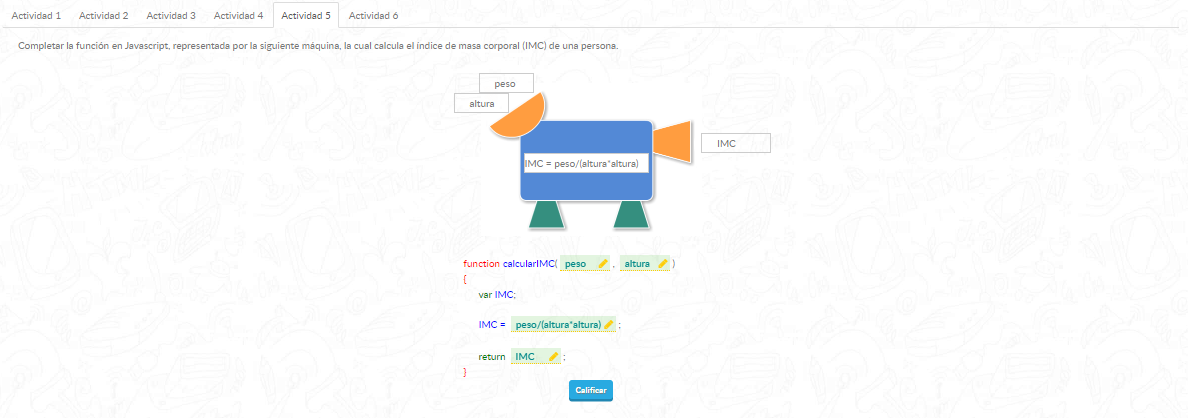 Actividad 1 Actividad 2 Actividad 3 Actividad 4 Actividad 5 Actividad 6
Completar la función en Javascript, representada por la siguiente máquina, la cual calcula el índice de masa corporal (IMC) de una persona.
peso
altura
IMC
IMC = peso/(altura*altura)
function calcularIMC( peso , altura )
{
var IMC;
IMC = peso/(altura*altura) ;
return IMC ;
}
Calificar